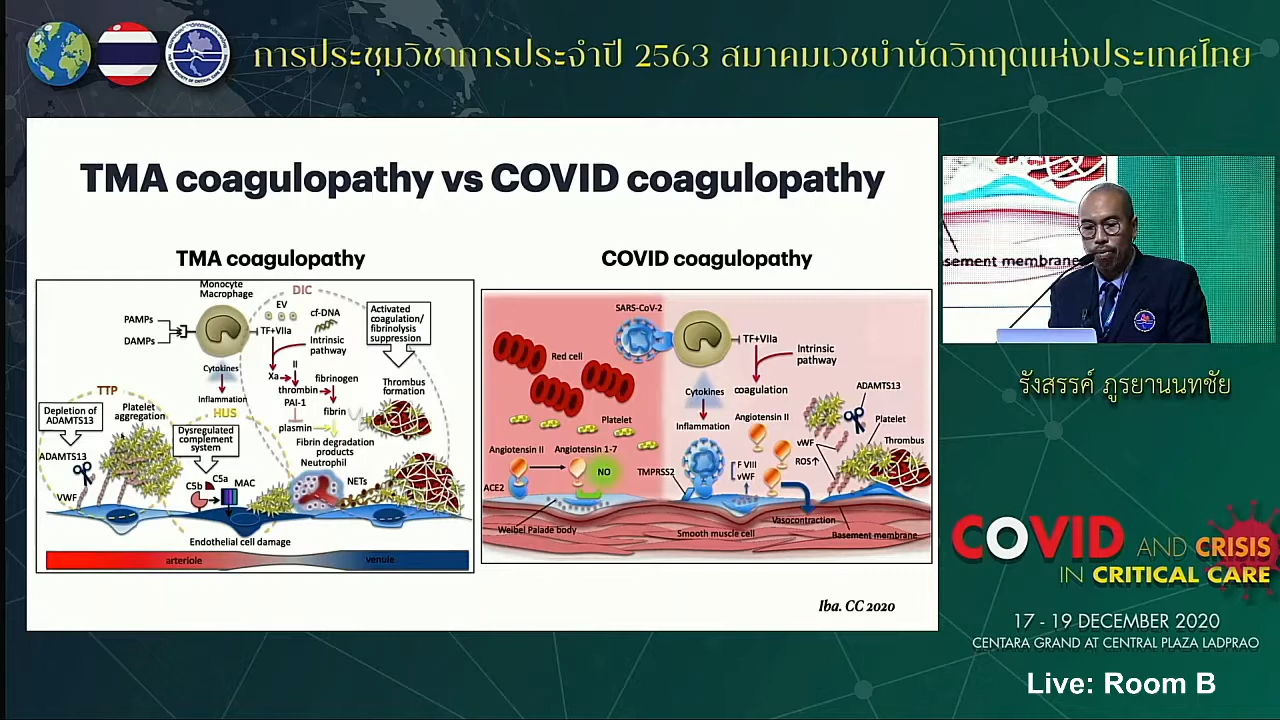 การประชุมวิชาการประจำปี 2563 สมาคมเวชบำบัดวิกฤตแห่งประเทศไทย
TMA coagulopathy vs COVID coagulopathy
TMA coagulopathy
Monocyte
Macrophage
PAMPs
DAMPs
DIC
EV
cf-DNA
TF+VIIa
Intrinsic
pathway
Activated
coagulation/
fibrinolysis
suppression
Xa
II
thrombin
fibrinogen
PAI-1
fibrin
plasmin
Fibrin degradation
products
Thrombus
formation
Cytokines
Inflammation
TTP
Depletion of
ADAMTS13
Platelet
aggregation
HUS
Dysregulated
complement
system
ADAMTS13
VWF
C5b
C5a
MAC
Neutrophil
NETs
Endothelial cell damage
arteriole
venule
COVID coagulopathy
SARS-CoV-2
Red cell
TF+VIIa
Intrinsic
pathway
Cytokines
coagulation
Inflammation
Platelet
Angiotensin II
ADAMTS13
Platelet
vWF
ROS↑
Thrombus
Angiotensin II
Angiotensin 1-7
NO
ACE2
TMPRSS2
F VIII
vWF
Weibel Palade body
Smooth muscle cell
Vasocontraction
Basement membrane
Iba. CC 2020
sement membrane
รังสรรค์ ภูรยานนทชัย
COVID AND CRISIS
IN CRITICAL CARE
17 - 19 DECEMBER 2020
CENTARA GRAND AT CENTRAL PLAZA LADPRAO
Live: Room B